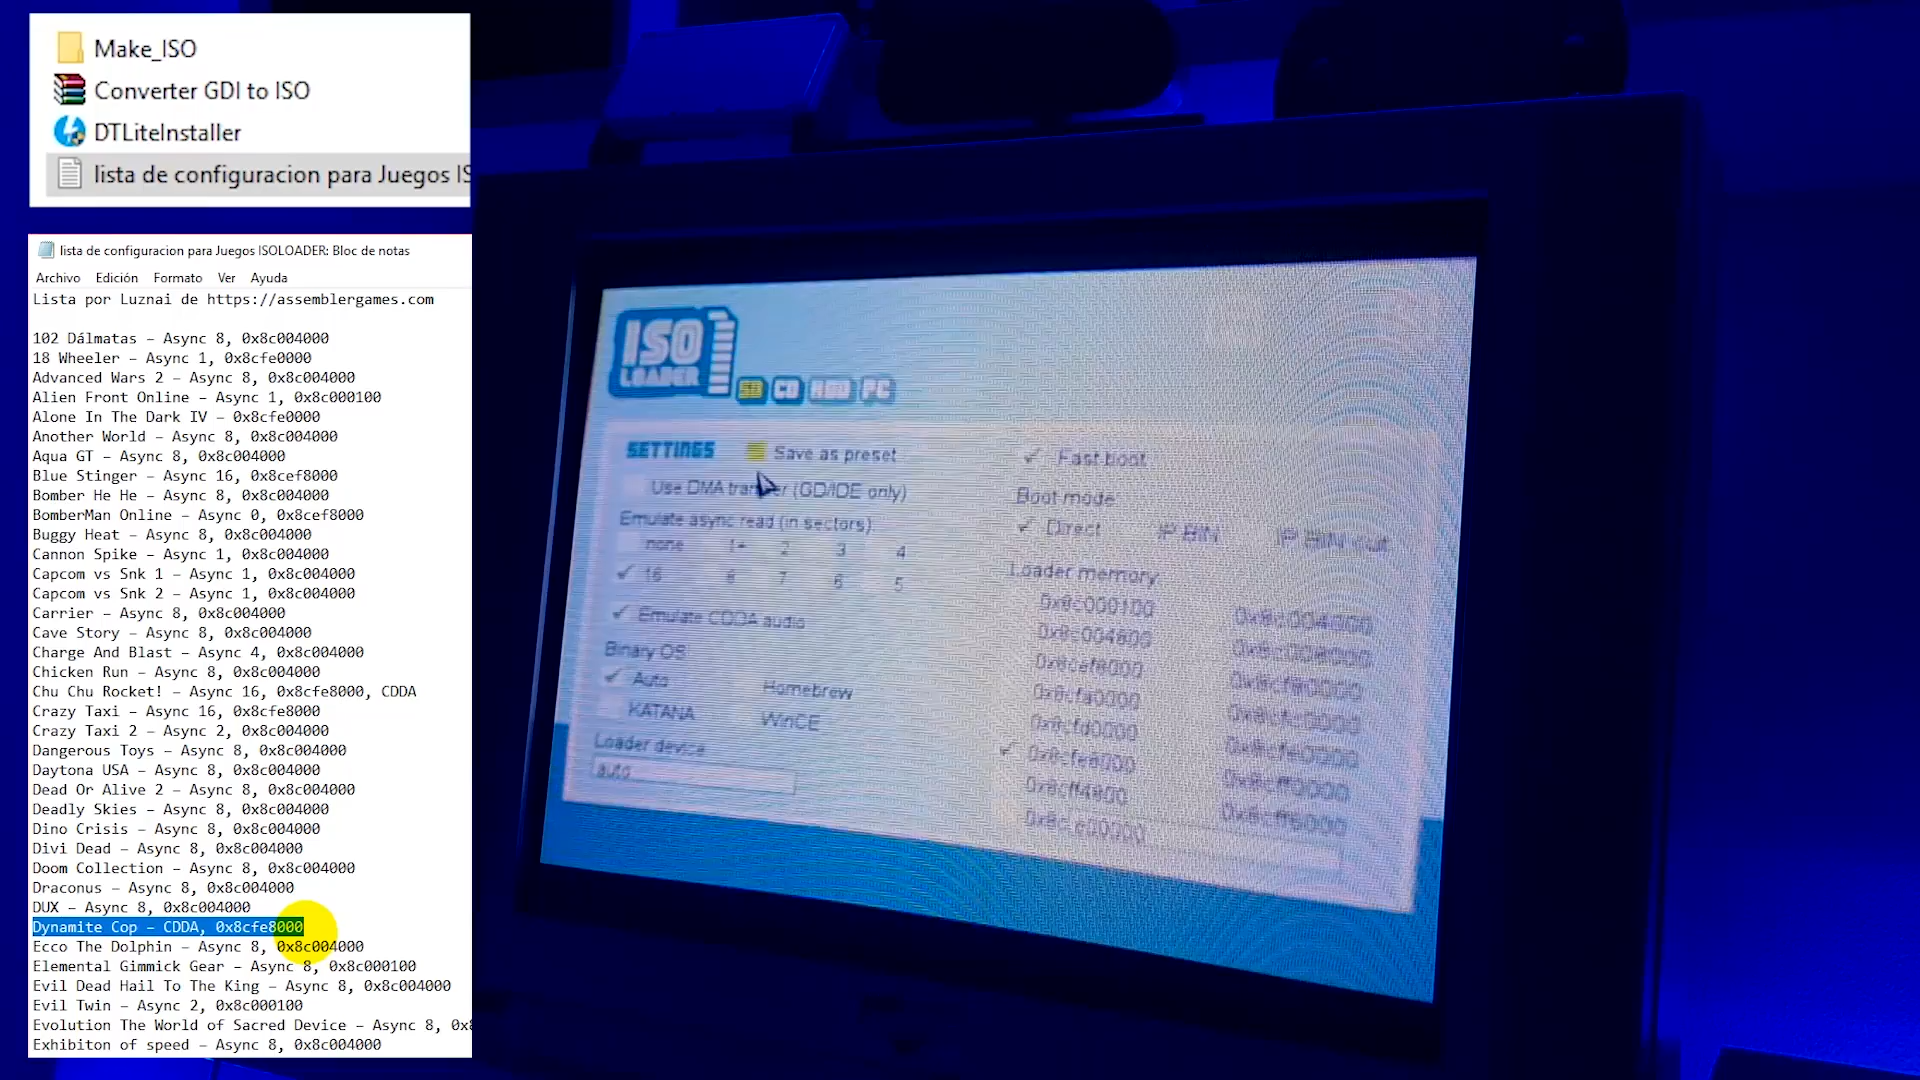 Make_ISO
Converter GDI to ISO
DTLiteInstaller
lista de configuracion para Juegos IS
lista de configuracion para Juegos ISOLOADER: Bloc de notas
Archivo Edición Formato Ver Ayuda
Lista por Luznai de https://assemblergames.com
102 Dálmatas – Async 8, 0x8c004000
18 Wheeler – Async 1, 0x8cfe0000
Advanced Wars 2 – Async 8, 0x8c004000
Alien Front Online – Async 1, 0x8c000100
Alone In The Dark IV – 0x8cfe0000
Another World – Async 8, 0x8c004000
Aqua GT – Async 8, 0x8c004000
Blue Stinger – Async 16, 0x8cef8000
Bomber He He – Async 8, 0x8c004000
BomberMan Online – Async 0, 0x8cef8000
Buggy Heat – Async 8, 0x8c004000
Cannon Spike – Async 1, 0x8c004000
Capcom vs Snk 1 – Async 1, 0x8c004000
Capcom vs Snk 2 – Async 1, 0x8c004000
Carrier – Async 8, 0x8c004000
Cave Story – Async 8, 0x8c004000
Charge And Blast – Async 4, 0x8c004000
Chicken Run – Async 8, 0x8c004000
Chu Chu Rocket! – Async 16, 0x8cfe8000, CDDA
Crazy Taxi – Async 16, 0x8cfe8000
Crazy Taxi 2 – Async 2, 0x8c004000
Dangerous Toys – Async 8, 0x8c004000
Daytona USA – Async 8, 0x8c004000
Dead Or Alive 2 – Async 8, 0x8c004000
Deadly Skies – Async 8, 0x8c004000
Dino Crisis – Async 8, 0x8c004000
Divi Dead – Async 8, 0x8c004000
Doom Collection – Async 8, 0x8c004000
Draconus – Async 8, 0x8c004000
DUX – Async 8, 0x8c004000
Dynamite Cop – CDDA, 0x8cfe8000
Ecco The Dolphin – Async 8, 0x8c004000
Elemental Gimmick Gear – Async 8, 0x8c000100
Evil Dead Hail To The King – Async 8, 0x8c004000
Evil Twin – Async 2, 0x8c000100
Evolution The World of Sacred Device – Async 8, 0x8
Exhibiton of speed – Async 8, 0x8c004000
ISO
LOADER
SD CD HDD PC
SETTINGS Save as preset
Use DMA (GD/IDE only)
Emulate async read (in sectors)
none 1 2 3 4
16 8 7 6 5
Emulate CDDA audio
Binary OS
Auto Homebrew
KATANA WinCE
Loader device
auto
Fast boot
Boot mode
Direct IP.BIN IP.BIN cut
Loader memory
0x8c000100 0x8c004000
0x8cef8000
0x8cfe8000 0x8cfe0000